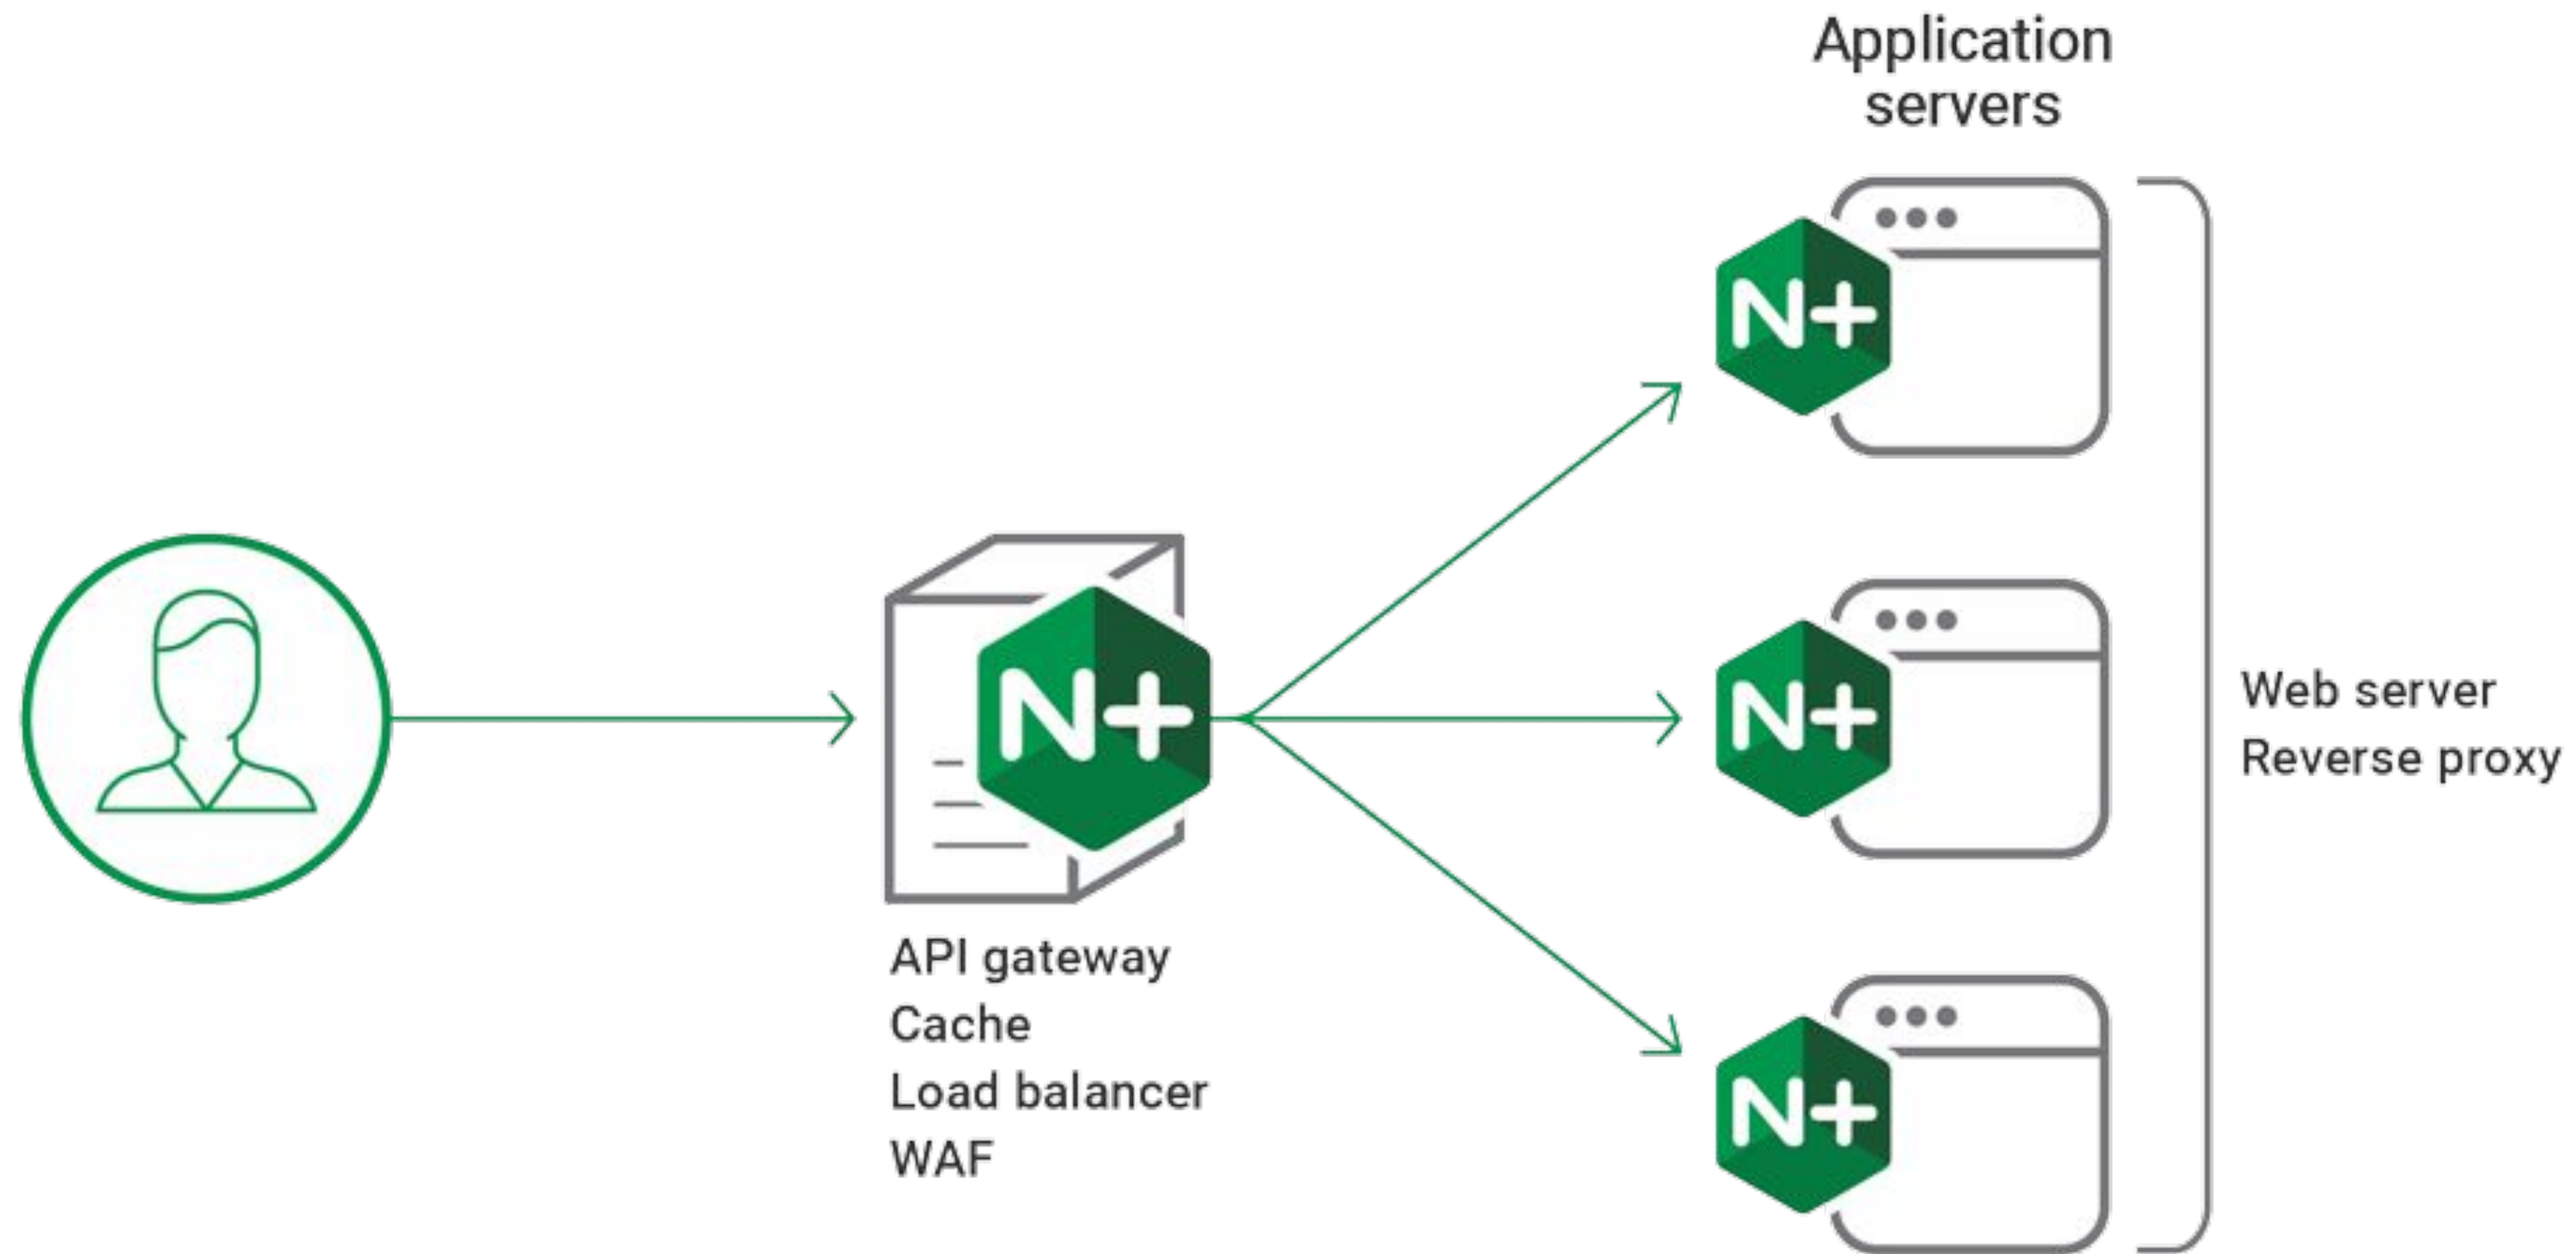 Application
servers
N+
N+
N+
Web server
Reverse proxy
API gateway
Cache
Load balancer
WAF
N+